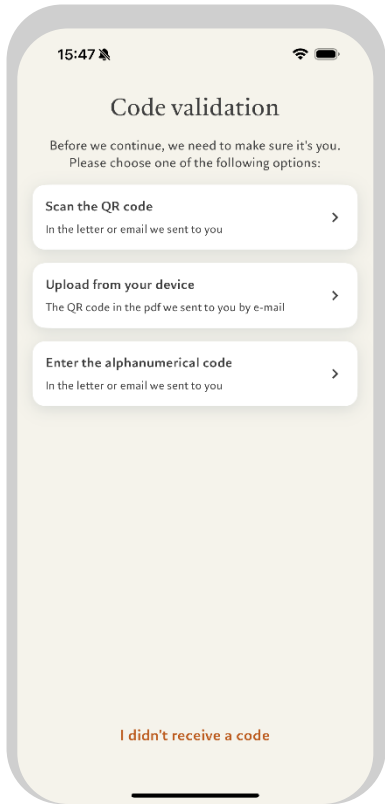 15:47
Code validation
Before we continue, we need to make sure it's you.
Please choose one of the following options:
Scan the QR code
In the letter or email we sent to you
Upload from your device
The QR code in the pdf we sent to you by e-mail
Enter the alphanumerical code
In the letter or email we sent to you
I didn't receive a code